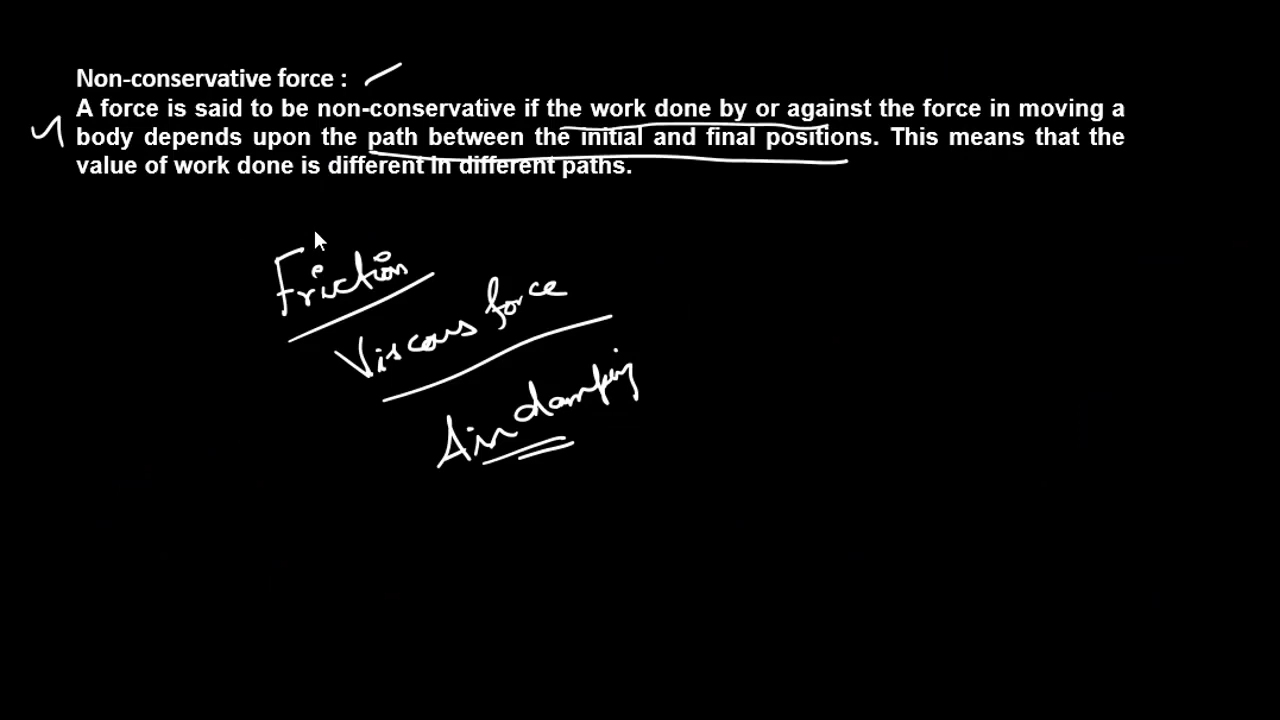 Non-conservative force :
A force is said to be non-conservative if the work done by or against the force in moving a
body depends upon the path between the initial and final positions. This means that the
value of work done is different in different paths.
Friction
Viscous force
Air damping